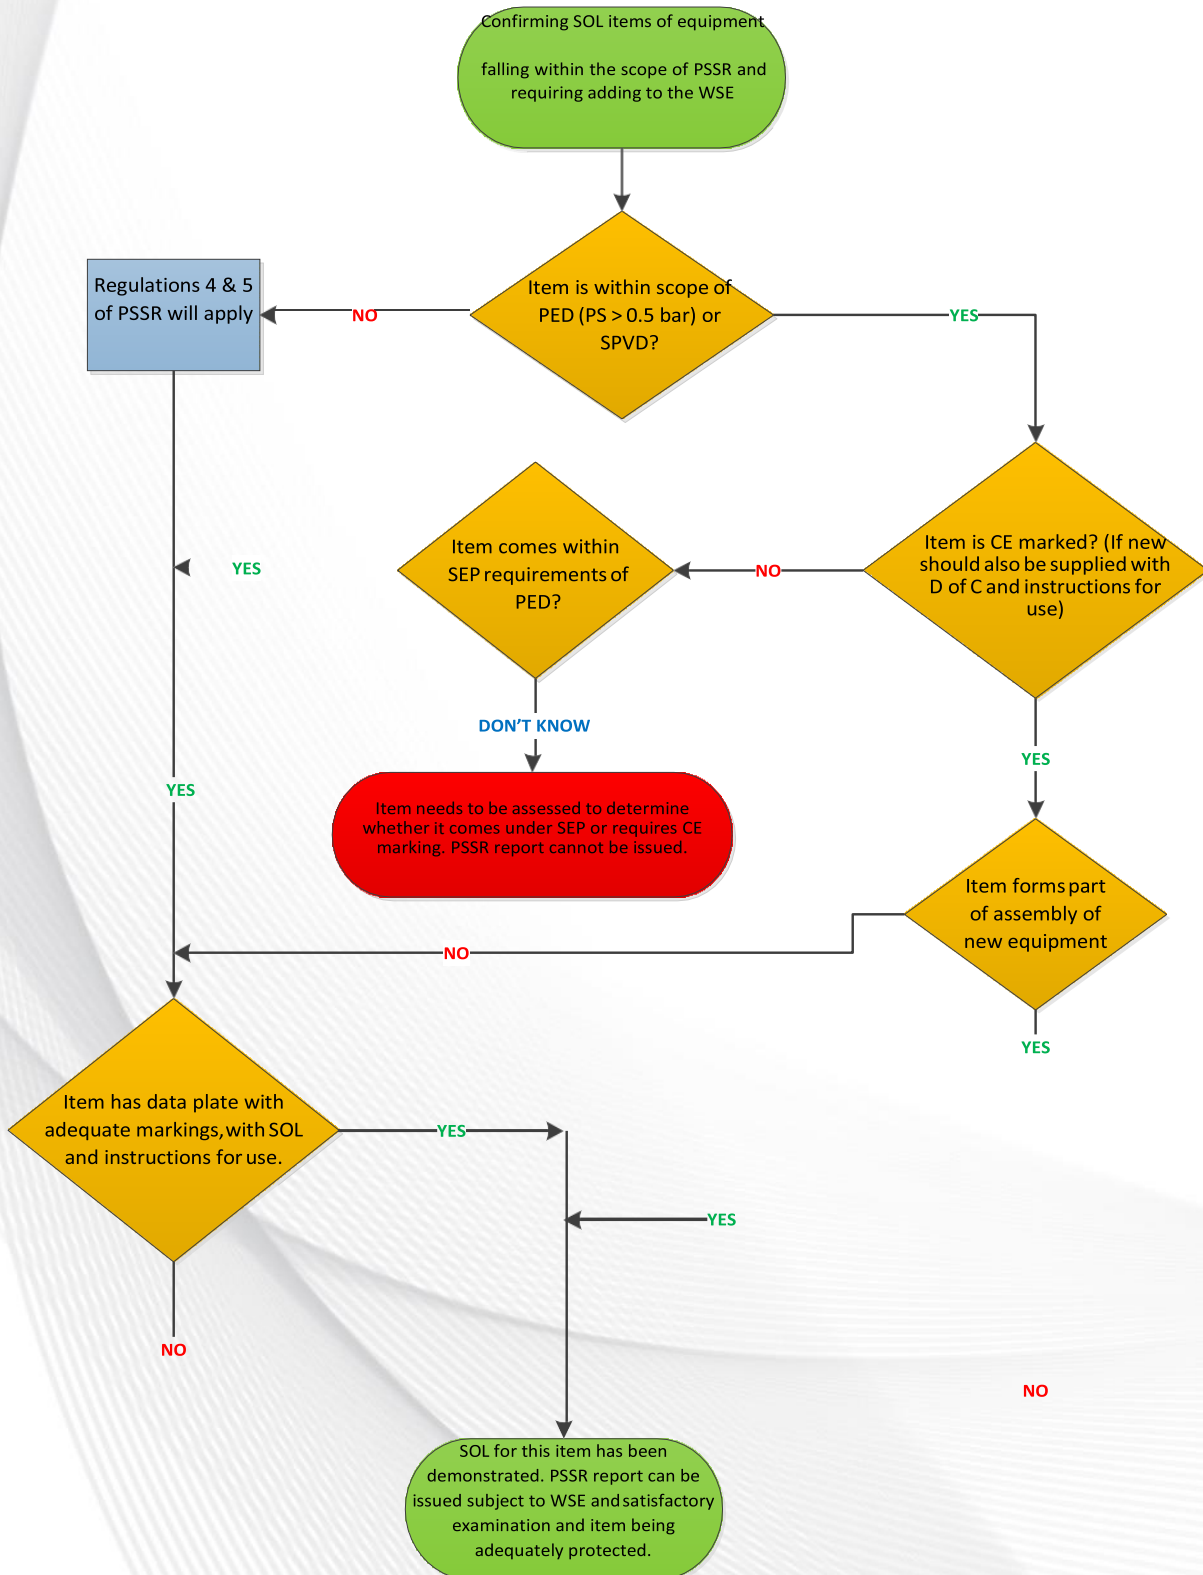 Confirming SOL items of equipment
falling within the scope of PSSR and
requiring adding to the WSE
Regulations 4 & 5
of PSSR will apply
NO
Item is within scope of
PED (PS > 0.5 bar) or
SPVD?
YES
Item comes within
SEP requirements of
PED?
NO
Item is CE marked? (If new
should also be supplied with
D of C and instructions for
use)
YES
DON'T KNOW
YES
YES
Item needs to be assessed to determine
whether it comes under SEP or requires CE
marking. PSSR report cannot be issued.
Item forms part
of assembly of
new equipment
NO
YES
Item has data plate with
adequate markings, with SOL
and instructions for use.
YES
YES
NO
NO
SOL for this item has been
demonstrated. PSSR report can be
issued subject to WSE and satisfactory
examination and item being
adequately protected.